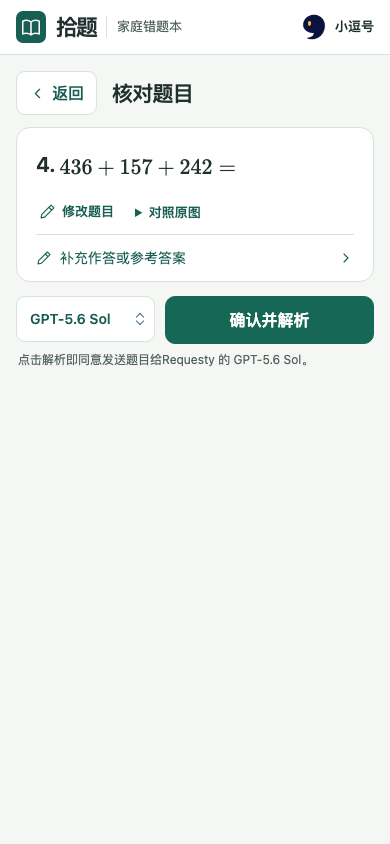 拾题 家庭错题本 小逗号
返回 核对题目
4. 436 + 157 + 242 =
修改题目 对照原图
补充作答或参考答案
GPT-5.6 Sol 确认并解析
点击解析即同意发送题目给Requesty 的 GPT-5.6 Sol。